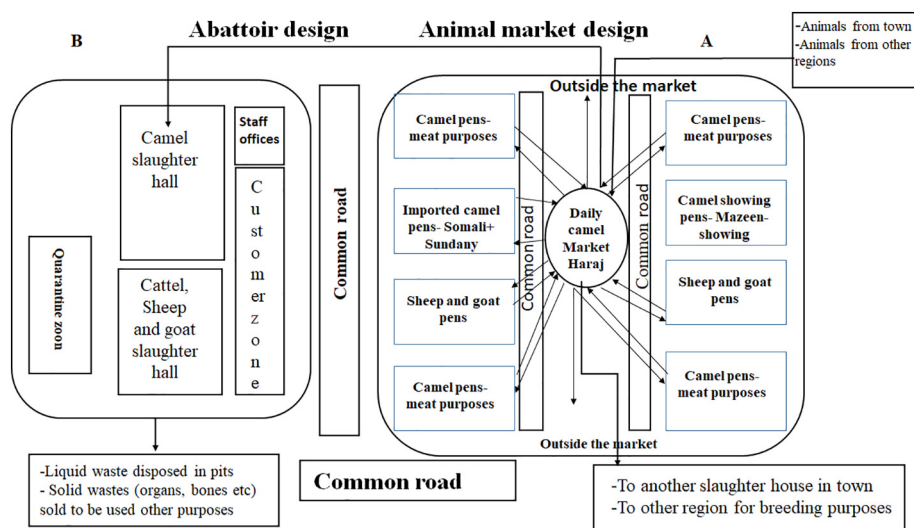 B
Abattoir design
Animal market design
A
-Animals from town
-Animals from other
regions
Camel
slaughter
hall
Staff
offices
Customer zone
Quarantine zoon
Cattel,
Sheep
and goat
slaughter
hall
Common road
Outside the market
Camel pens-
meat purposes
Imported camel
pens- Somali+
Sundany
Sheep and goat
pens
Camel pens-
meat purposes
Common road
Daily
camel
Market
Haraj
Common road
Camel pens-
meat purposes
Camel showing
pens- Mazeen-
showing
Sheep and goat
pens
Camel pens-
meat purposes
Outside the market
-Liquid waste disposed in pits
- Solid wastes (organs, bones etc)
sold to be used other purposes
Common road
-To another slaughter house in town
-To other region for breeding purposes